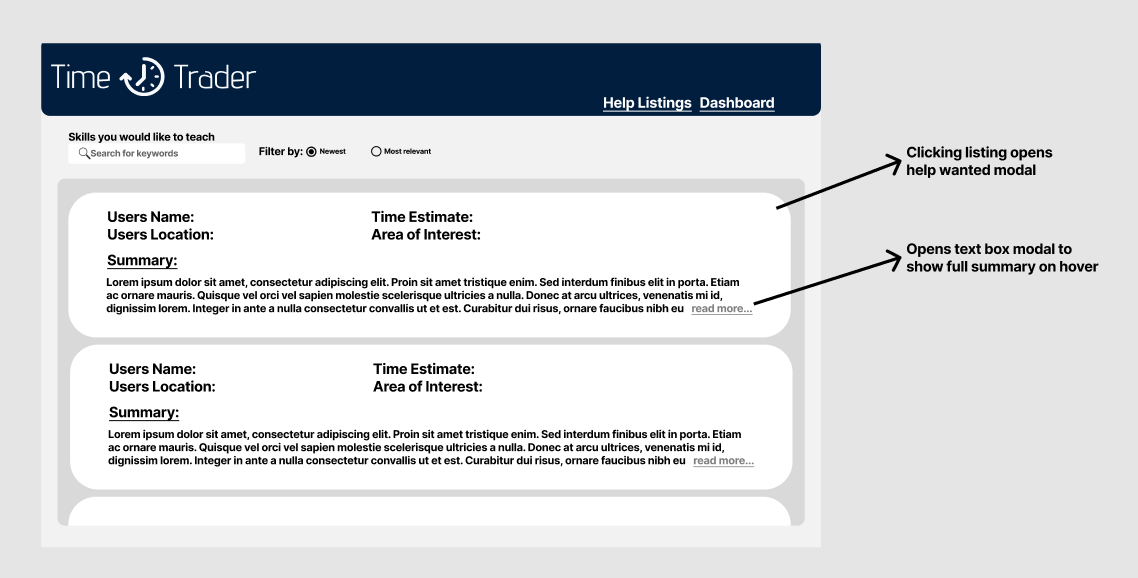 Time Trader
Help Listings Dashboard
Skills you would like to teach
Search for keywords
Filter by: Newest Most relevant
Clicking listing opens
help wanted modal
Users Name: Time Estimate:
Users Location: Area of Interest:
Summary:
Lorem ipsum dolor sit amet, consectetur adipiscing elit. Proin sit amet tristique enim. Sed interdum finibus elit in porta. Etiam
ac ornare mauris. Quisque vel orci vel sapien molestie scelerisque ultricies a nulla. Donec at arcu ultrices, venenatis mi id,
dignissim lorem. Integer in ante a nulla consectetur convallis ut et est. Curabitur dui risus, ornare faucibus nibh eu read more...
Opens text box modal to
show full summary on hover
Users Name: Time Estimate:
Users Location: Area of Interest:
Summary:
Lorem ipsum dolor sit amet, consectetur adipiscing elit. Proin sit amet tristique enim. Sed interdum finibus elit in porta. Etiam
ac ornare mauris. Quisque vel orci vel sapien molestie scelerisque ultricies a nulla. Donec at arcu ultrices, venenatis mi id,
dignissim lorem. Integer in ante a nulla consectetur convallis ut et est. Curabitur dui risus, ornare faucibus nibh eu read more...